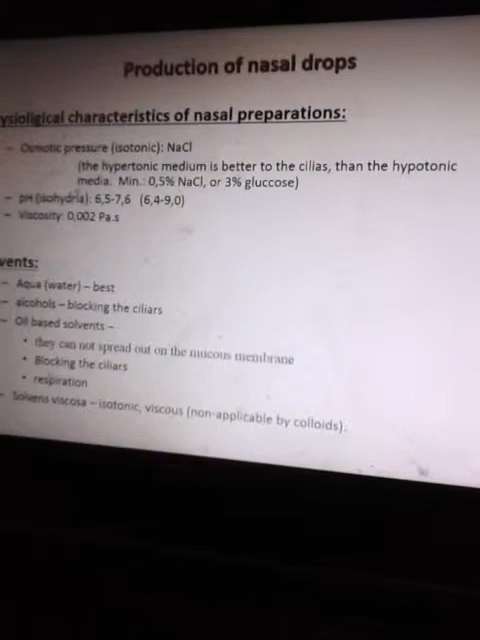 Production of nasal drops
ysioligical characteristics of nasal preparations:
– Osmotic pressure (isotonic): NaCl
(the hypertonic medium is better to the cilias, than the hypotonic
media. Min.: 0,5% NaCl, or 3% gluccose)
– pH (isohydria): 6,5-7,6 (6,4-9,0)
– Viscosity: 0,002 Pa.s
vents:
– Aqua (water) – best
– alcohols – blocking the ciliars
– Oil based solvents –
• they can not spread out on the mucous membrane
• Blocking the ciliars
• respiration
– Solvens viscosa – isotonic, viscous (non-applicable by colloids).